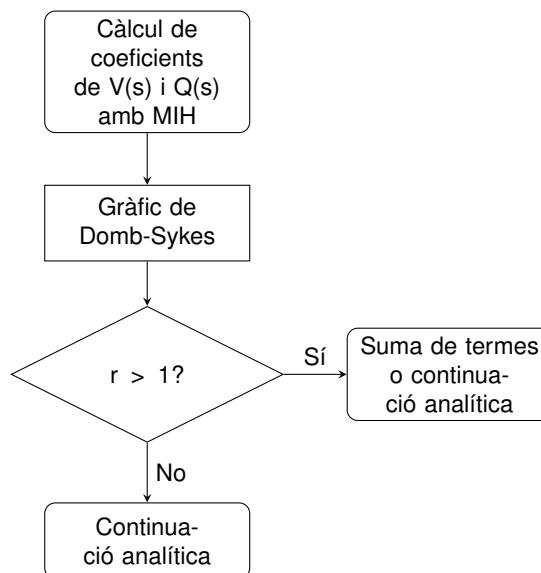 Càlcul de
coeficients
de V(s) i Q(s)
amb MIH
Gràfic de
Domb-Sykes
r > 1?
Sí
Suma de termes
o continua-
ció analítica
No
Continua-
ció analítica